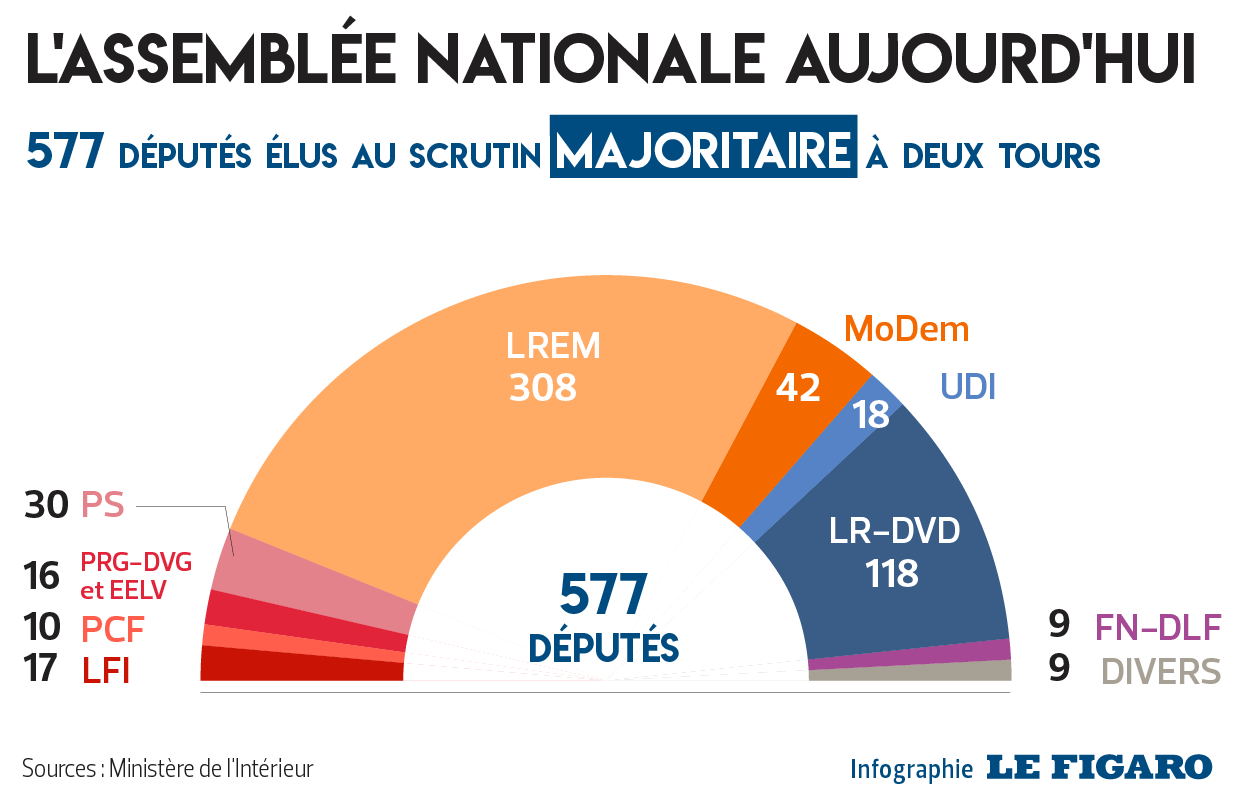 L'ASSEMBLÉE NATIONALE AUJOURD'HUI
577 DÉPUTÉS ÉLUS AU SCRUTIN MAJORITAIRE À DEUX TOURS
LREM
308
MoDem
42
UDI
18
LR–DVD
118
30 PS
16 PRG–DVG
et EELV
10 PCF
17 LFI
577
DÉPUTÉS
9 FN–DLF
9 DIVERS
Sources : Ministère de l'Intérieur
Infographie LE FIGARO